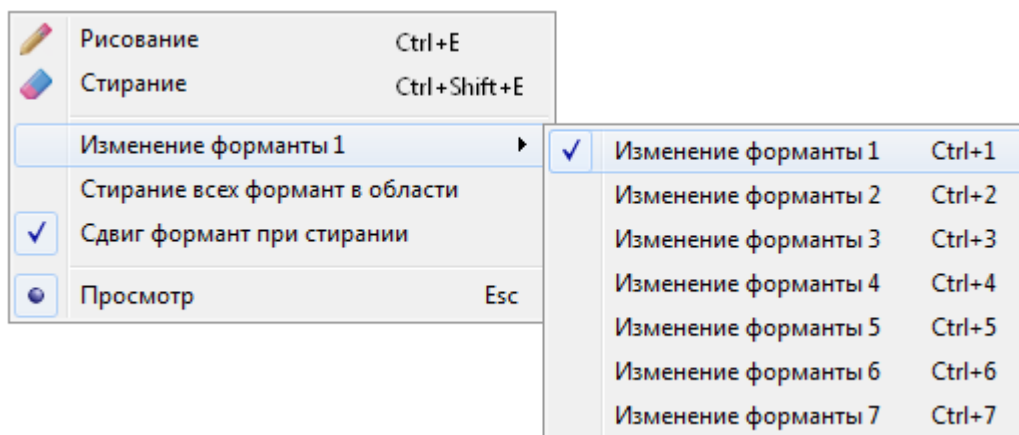 Рисование Ctrl+E
Стирание Ctrl+Shift+E
Изменение форманты 1
Стирание всех формант в области
Сдвиг формант при стирании
Просмотр Esc
Изменение форманты 1 Ctrl+1
Изменение форманты 2 Ctrl+2
Изменение форманты 3 Ctrl+3
Изменение форманты 4 Ctrl+4
Изменение форманты 5 Ctrl+5
Изменение форманты 6 Ctrl+6
Изменение форманты 7 Ctrl+7